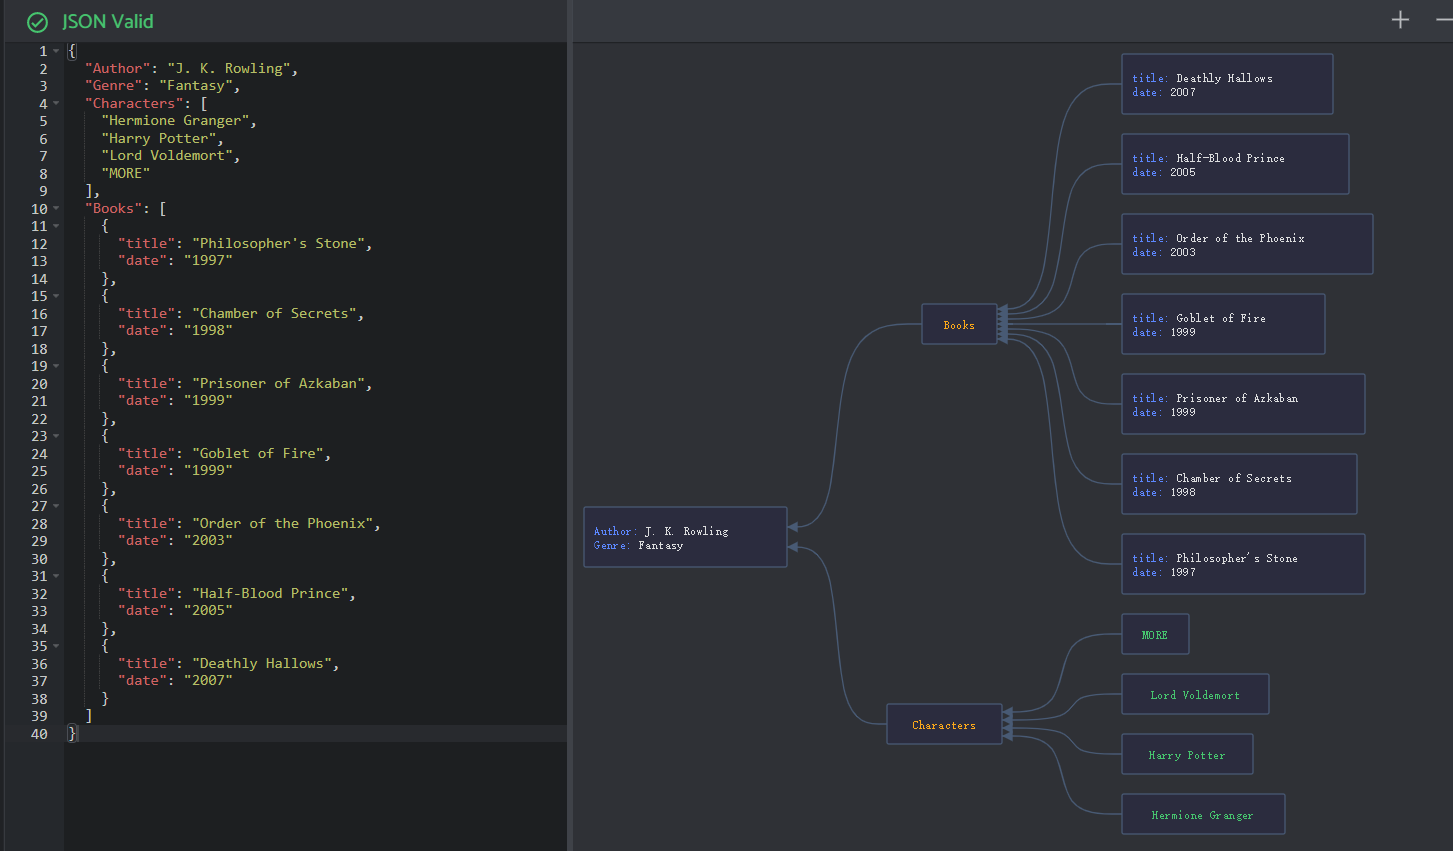 JSON Valid
1 {
2 "Author": "J. K. Rowling",
3 "Genre": "Fantasy",
4 "Characters": [
5 "Hermione Granger",
6 "Harry Potter",
7 "Lord Voldemort",
8 "MORE"
9 ],
10 "Books": [
11 {
12 "title": "Philosopher's Stone",
13 "date": "1997"
14 },
15 {
16 "title": "Chamber of Secrets",
17 "date": "1998"
18 },
19 {
20 "title": "Prisoner of Azkaban",
21 "date": "1999"
22 },
23 {
24 "title": "Goblet of Fire",
25 "date": "1999"
26 },
27 {
28 "title": "Order of the Phoenix",
29 "date": "2003"
30 },
31 {
32 "title": "Half-Blood Prince",
33 "date": "2005"
34 },
35 {
36 "title": "Deathly Hallows",
37 "date": "2007"
38 }
39 ]
40 }
Author: J. K. Rowling
Genre: Fantasy
Books
title: Deathly Hallows
date: 2007
title: Half-Blood Prince
date: 2005
title: Order of the Phoenix
date: 2003
title: Goblet of Fire
date: 1999
title: Prisoner of Azkaban
date: 1999
title: Chamber of Secrets
date: 1998
title: Philosopher's Stone
date: 1997
Characters
MORE
Lord Voldemort
Harry Potter
Hermione Granger